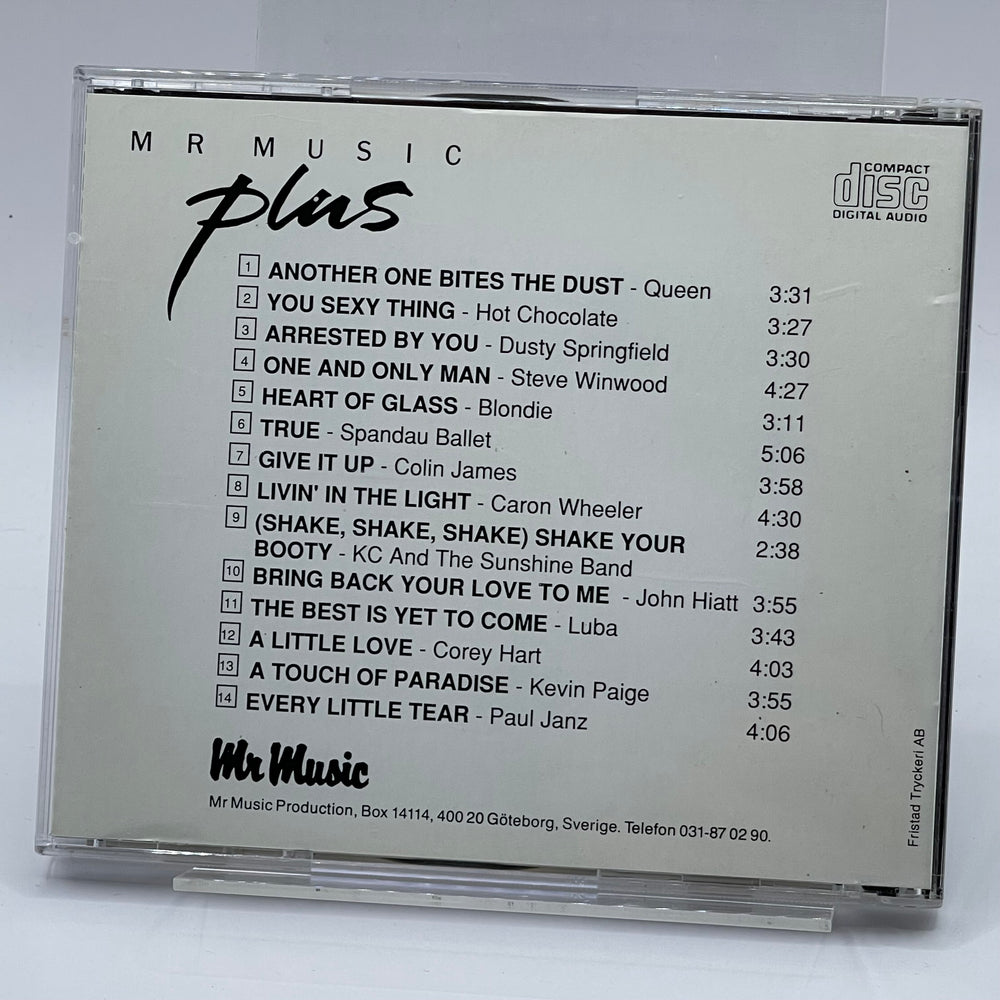 MR MUSIC
plus
COMPACT
disc
DIGITAL AUDIO
1 ANOTHER ONE BITES THE DUST - Queen 3:31
2 YOU SEXY THING - Hot Chocolate 3:27
3 ARRESTED BY YOU - Dusty Springfield 3:30
4 ONE AND ONLY MAN - Steve Winwood 4:27
5 HEART OF GLASS - Blondie 3:11
6 TRUE - Spandau Ballet 5:06
7 GIVE IT UP - Colin James 3:58
8 LIVIN' IN THE LIGHT - Caron Wheeler 4:30
9 (SHAKE, SHAKE, SHAKE) SHAKE YOUR 2:38
BOOTY - KC And The Sunshine Band
10 BRING BACK YOUR LOVE TO ME - John Hiatt 3:55
11 THE BEST IS YET TO COME - Luba 3:43
12 A LITTLE LOVE - Corey Hart 4:03
13 A TOUCH OF PARADISE - Kevin Paige 3:55
14 EVERY LITTLE TEAR - Paul Janz 4:06
Mr Music
Mr Music Production, Box 14114, 400 20 Göteborg, Sverige. Telefon 031-87 02 90.
Fristad Tryckeri AB